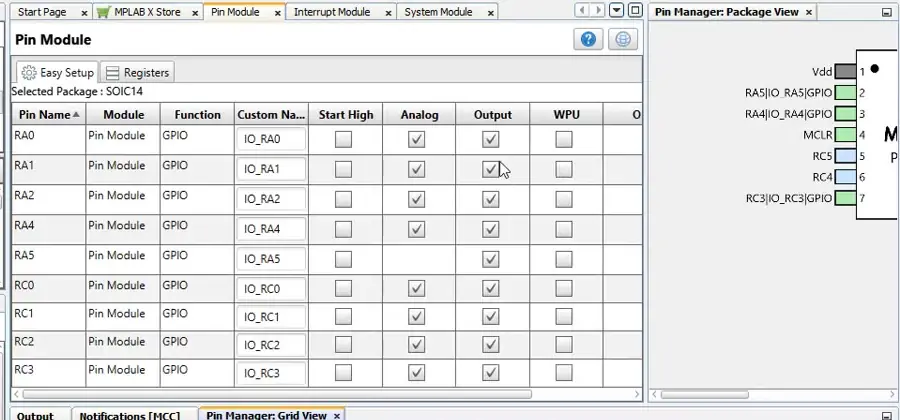 Start Page × MPLAB X Store × Pin Module × Interrupt Module × System Module ×
Pin Manager: Package View ×
Pin Module
Easy Setup Registers
Selected Package : SOIC14
Pin Name Module Function Custom Na... Start High Analog Output WPU O
RA0 Pin Module GPIO IO_RA0
RA1 Pin Module GPIO IO_RA1
RA2 Pin Module GPIO IO_RA2
RA4 Pin Module GPIO IO_RA4
RA5 Pin Module GPIO IO_RA5
RC0 Pin Module GPIO IO_RC0
RC1 Pin Module GPIO IO_RC1
RC2 Pin Module GPIO IO_RC2
RC3 Pin Module GPIO IO_RC3
Vdd 1
RA5|IO_RA5|GPIO 2
RA4|IO_RA4|GPIO 3
MCLR 4
RC5 5
RC4 6
RC3|IO_RC3|GPIO 7
M
Output Notifications [MCC] Pin Manager: Grid View ×